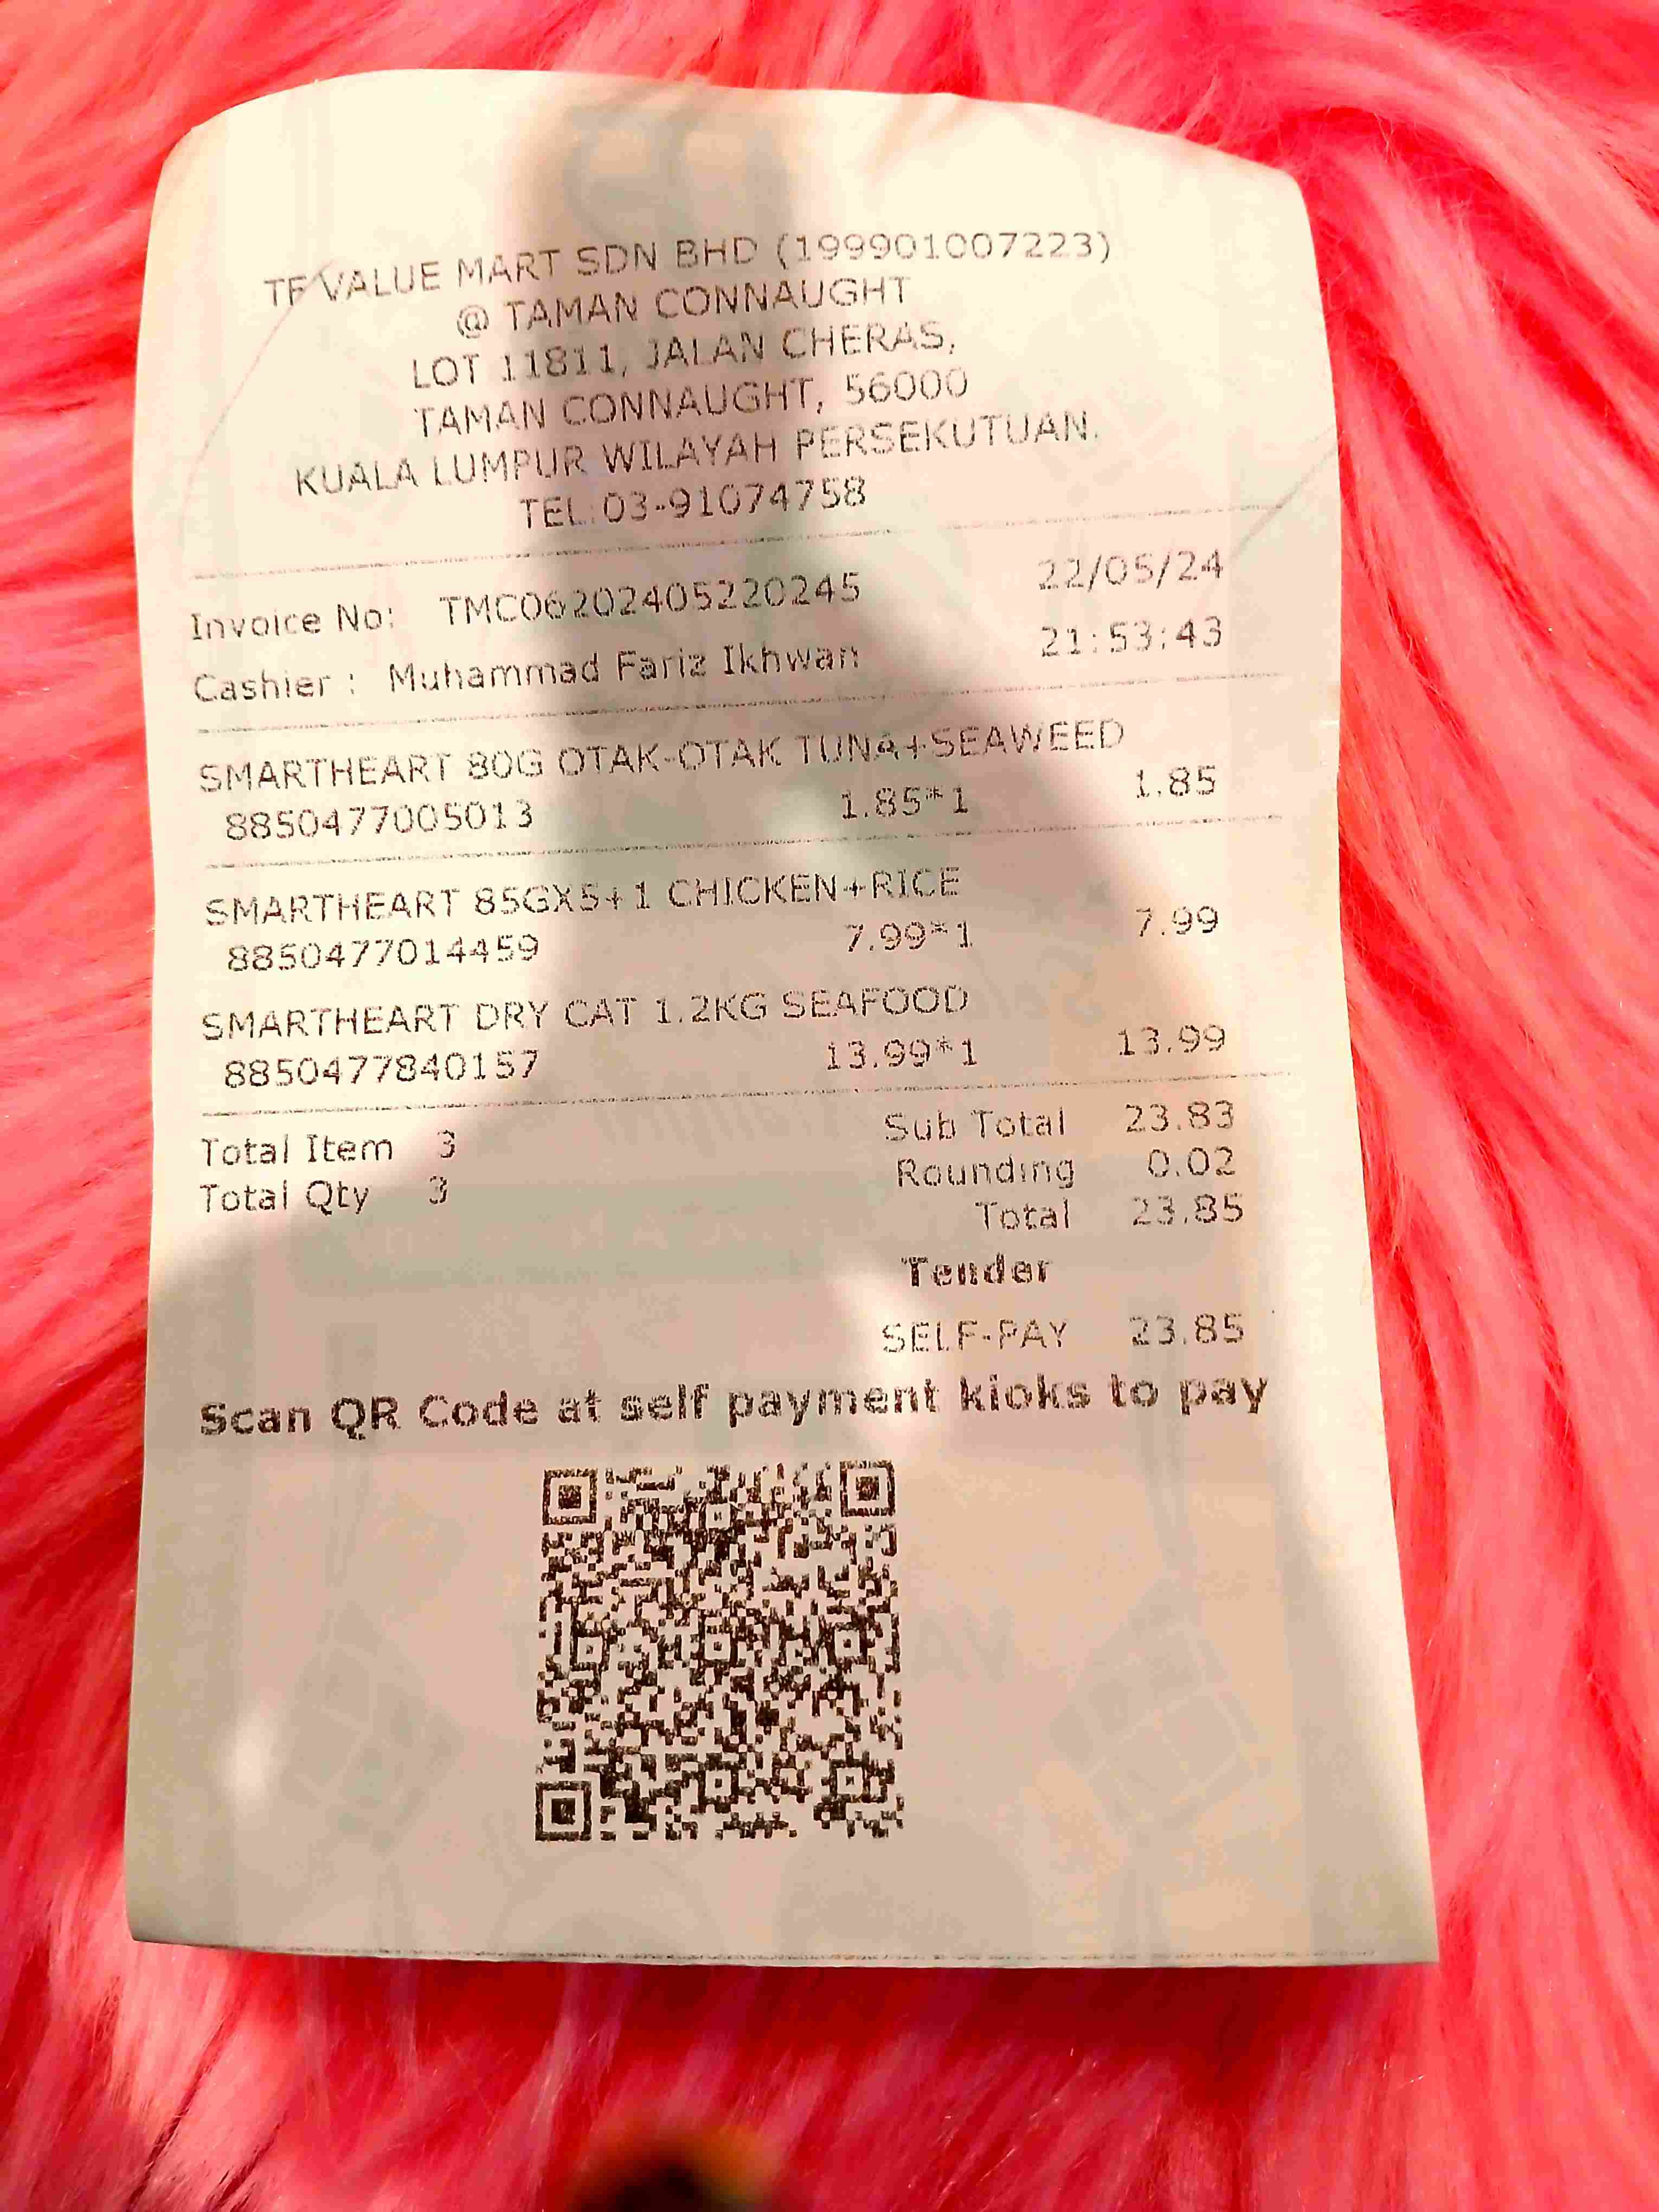 TF VALUE MART SDN BHD (199901007223)
@ TAMAN CONNAUGHT
LOT 11811, JALAN CHERAS,
TAMAN CONNAUGHT, 56000
KUALA LUMPUR WILAYAH PERSEKUTUAN.
TEL:03-91074758
Invoice No: TMC06202405220245 22/05/24
Cashier : Muhammad Fariz Ikhwan 21:53:43
SMARTHEART 80G OTAK-OTAK TUNA+SEAWEED
8850477005013 1.85*1 1.85
SMARTHEART 85GX5+1 CHICKEN+RICE
8850477014459 7.99*1 7.99
SMARTHEART DRY CAT 1.2KG SEAFOOD
8850477840157 13.99*1 13.99
Total Item 3 Sub Total 23.83
Total Qty 3 Rounding 0.02
Total 23.85
Tender
SELF-PAY 23.85
Scan QR Code at self payment kioks to pay